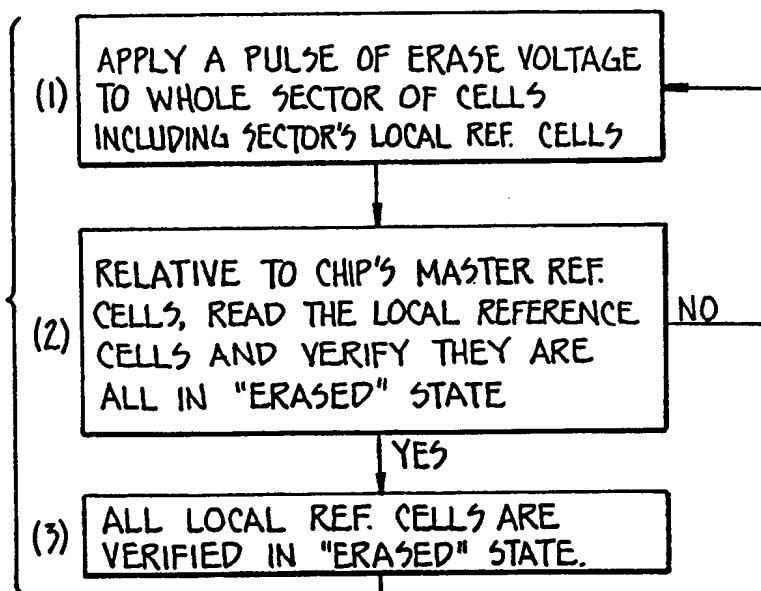 (1)
APPLY A PULSE OF ERASE VOLTAGE
TO WHOLE SECTOR OF CELLS
INCLUDING SECTOR'S LOCAL REF. CELLS
(2)
RELATIVE TO CHIP'S MASTER REF.
CELLS, READ THE LOCAL REFERENCE
CELLS AND VERIFY THEY ARE
ALL IN "ERASED" STATE
NO
YES
(3)
ALL LOCAL REF. CELLS ARE
VERIFIED IN "ERASED" STATE.